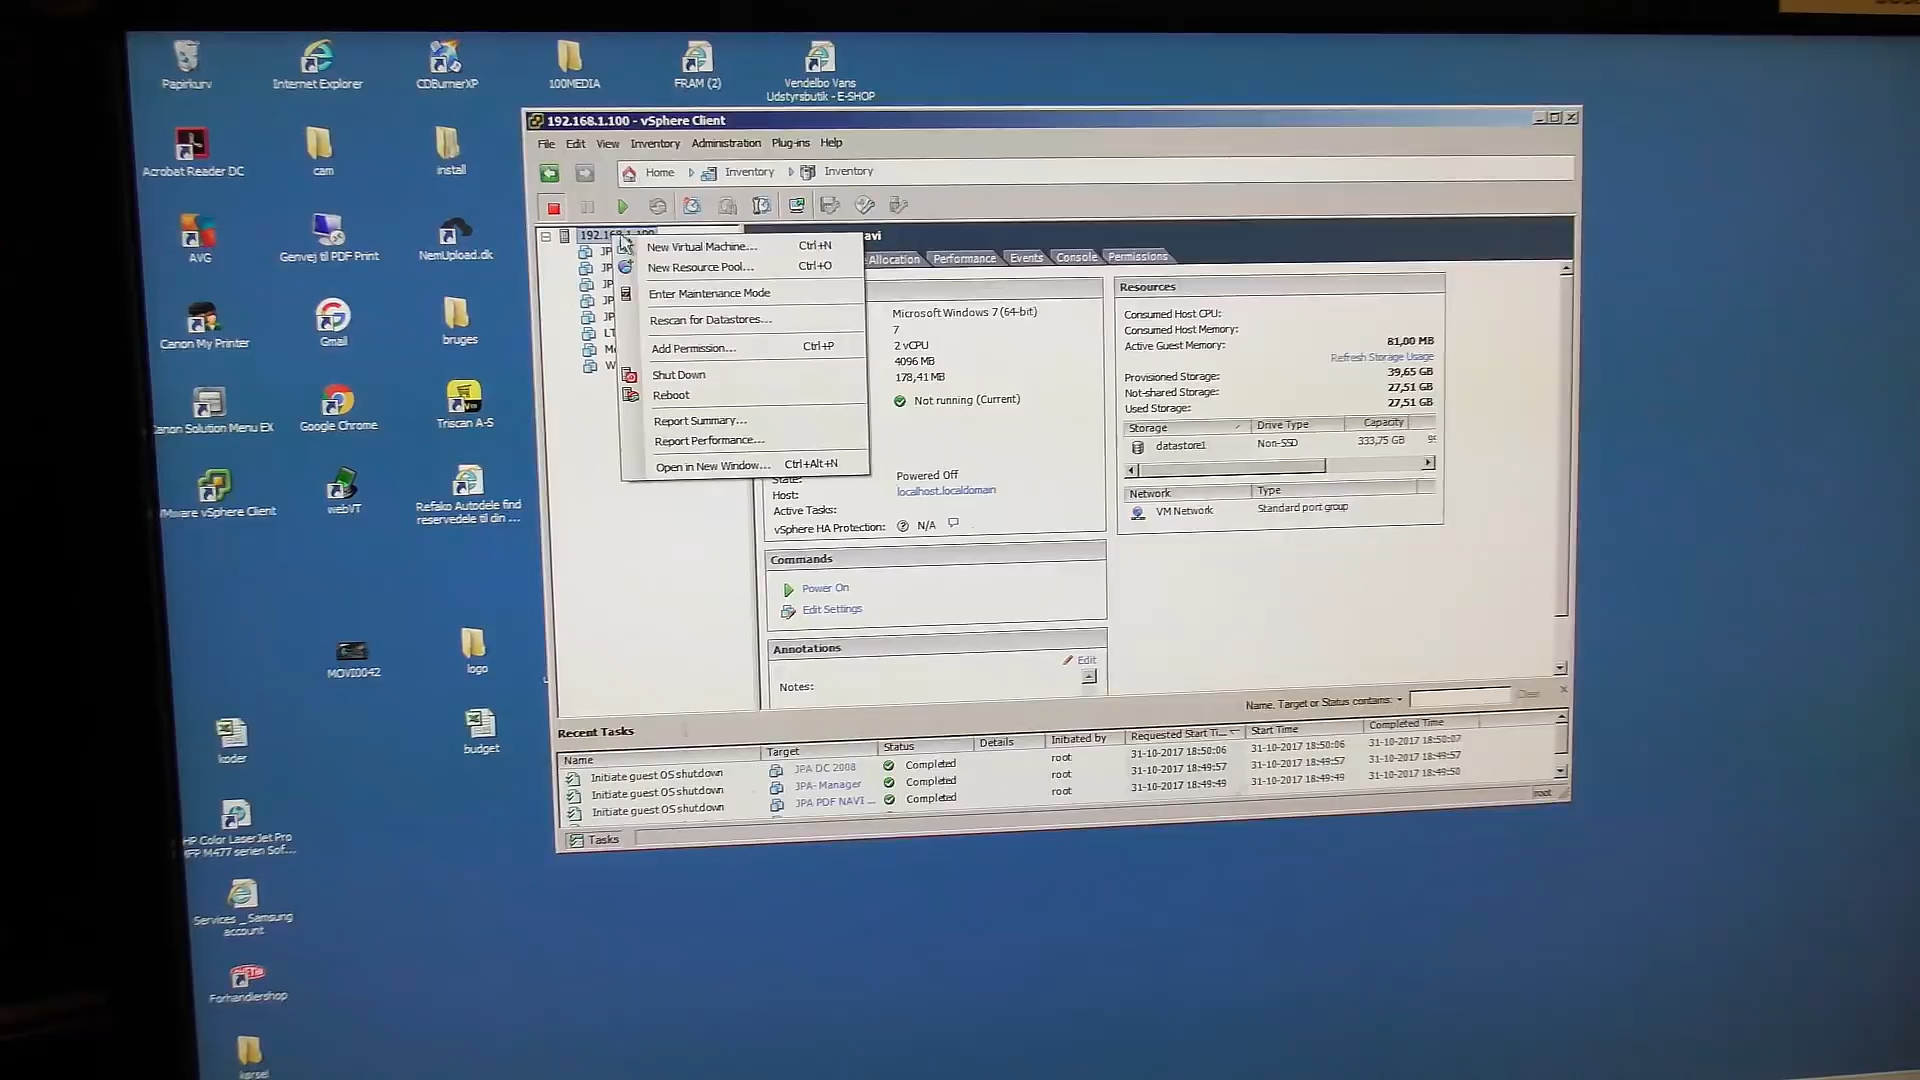 Papirkurv
Internet Explorer
CDBurnerXP
100MEDIA
FRAM (2)
Vendelbo Vans
Udstyrsbutik - E-SHOP
Acrobat Reader DC
cam
install
AVG
Genvej til PDF Print
NemUpload.dk
Canon My Printer
Gmail
bruges
Canon Solution Menu EX
Google Chrome
Triscan A-S
VMware vSphere Client
webVT
Refako Autodele find
reservedele til din ...
MOVI0042
logo
koder
budget
HP Color LaserJet Pro
MFP M477 serien Sof...
Services _ Samsung
account
Forhandlershop
kørsel
192.168.1.100 - vSphere Client
File Edit View Inventory Administration Plug-ins Help
Home Inventory Inventory
192.168.1.100
New Virtual Machine... Ctrl+N
New Resource Pool... Ctrl+O
Enter Maintenance Mode
Rescan for Datastores...
Add Permission... Ctrl+P
Shut Down
Reboot
Report Summary...
Report Performance...
Open in New Window... Ctrl+Alt+N
avi
Allocation Performance Events Console Permissions
Microsoft Windows 7 (64-bit)
7
2 vCPU
4096 MB
178,41 MB
Not running (Current)
State: Powered Off
Host: localhost.localdomain
Active Tasks:
vSphere HA Protection: N/A
Commands
Power On
Edit Settings
Annotations
Edit
Notes:
Resources
Consumed Host CPU:
Consumed Host Memory:
Active Guest Memory: 81,00 MB
Refresh Storage Usage
Provisioned Storage: 39,65 GB
Not-shared Storage: 27,51 GB
Used Storage: 27,51 GB
Storage Drive Type Capacity
datastore1 Non-SSD 333,75 GB
Network Type
VM Network Standard port group
Name, Target or Status contains: Clear
Recent Tasks
Name Target Status Details Initiated by Requested Start Ti... Start Time Completed Time
Initiate guest OS shutdown JPA DC 2008 Completed root 31-10-2017 18:50:06 31-10-2017 18:50:06 31-10-2017 18:50:07
Initiate guest OS shutdown JPA- Manager Completed root 31-10-2017 18:49:57 31-10-2017 18:49:57 31-10-2017 18:49:57
Initiate guest OS shutdown JPA PDF NAVI ... Completed root 31-10-2017 18:49:49 31-10-2017 18:49:49 31-10-2017 18:49:50
Tasks
root